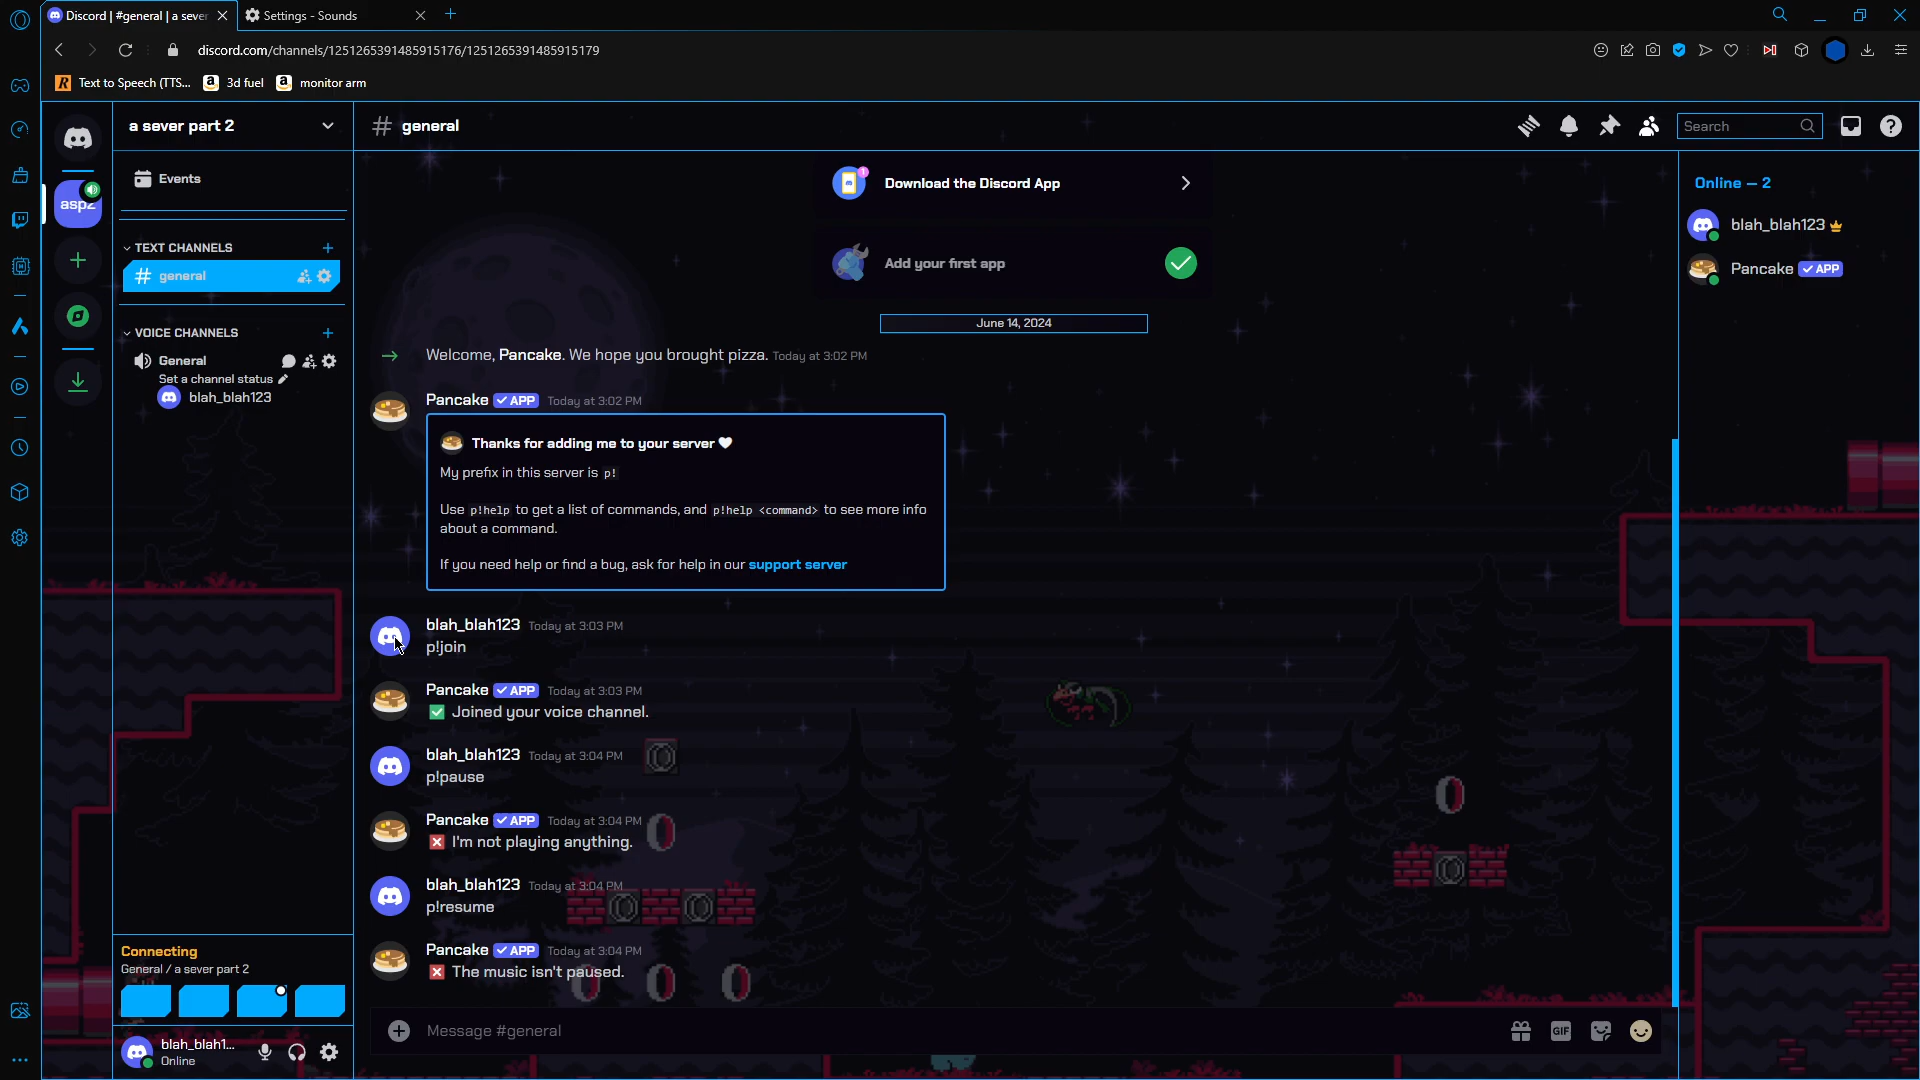 Discord | #general | a sever
Settings - Sounds
discord.com/channels/1251265391485915176/1251265391485915179
Text to Speech (TTS...
3d fuel
monitor arm
a sever part 2
general
Search
Events
asp2
TEXT CHANNELS
general
VOICE CHANNELS
General
Set a channel status
blah_blah123
Download the Discord App
1
Add your first app
June 14, 2024
Welcome, Pancake. We hope you brought pizza. Today at 3:02 PM
Pancake ✓ APP Today at 3:02 PM
Thanks for adding me to your server 🤍
My prefix in this server is p!
Use p!help to get a list of commands, and p!help <command> to see more info
about a command.
If you need help or find a bug, ask for help in our support server
blah_blah123 Today at 3:03 PM
p!join
Pancake ✓ APP Today at 3:03 PM
✅ Joined your voice channel.
blah_blah123 Today at 3:04 PM
p!pause
Pancake ✓ APP Today at 3:04 PM
I'm not playing anything.
blah_blah123 Today at 3:04 PM
p!resume
Pancake ✓ APP Today at 3:04 PM
The music isn't paused.
Message #general
GIF
Online – 2
blah_blah123
Pancake ✓ APP
Connecting
General / a sever part 2
blah_blah1...
Online